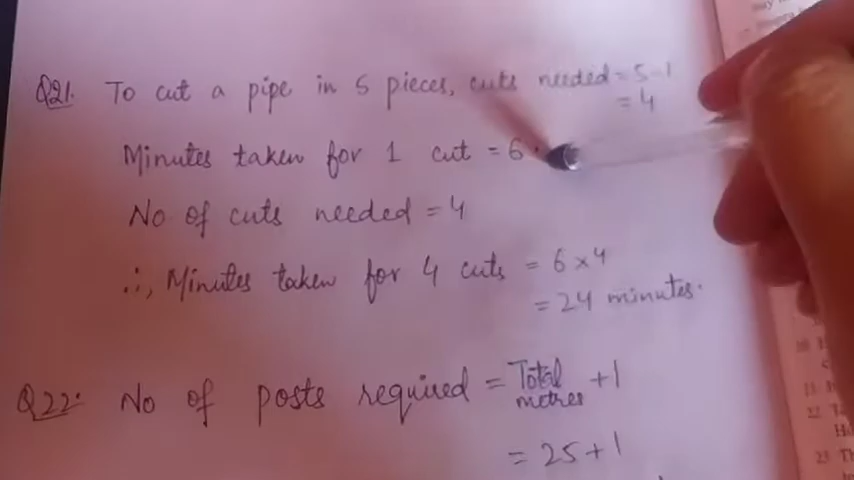 Q21. To cut a pipe in 5 pieces, cuts needed = 5-1
= 4
Minutes taken for 1 cut = 6
No of cuts needed = 4
∴, Minutes taken for 4 cuts = 6 × 4
= 24 minutes.
Q22. No of posts required = Total metres + 1
= 25 + 1